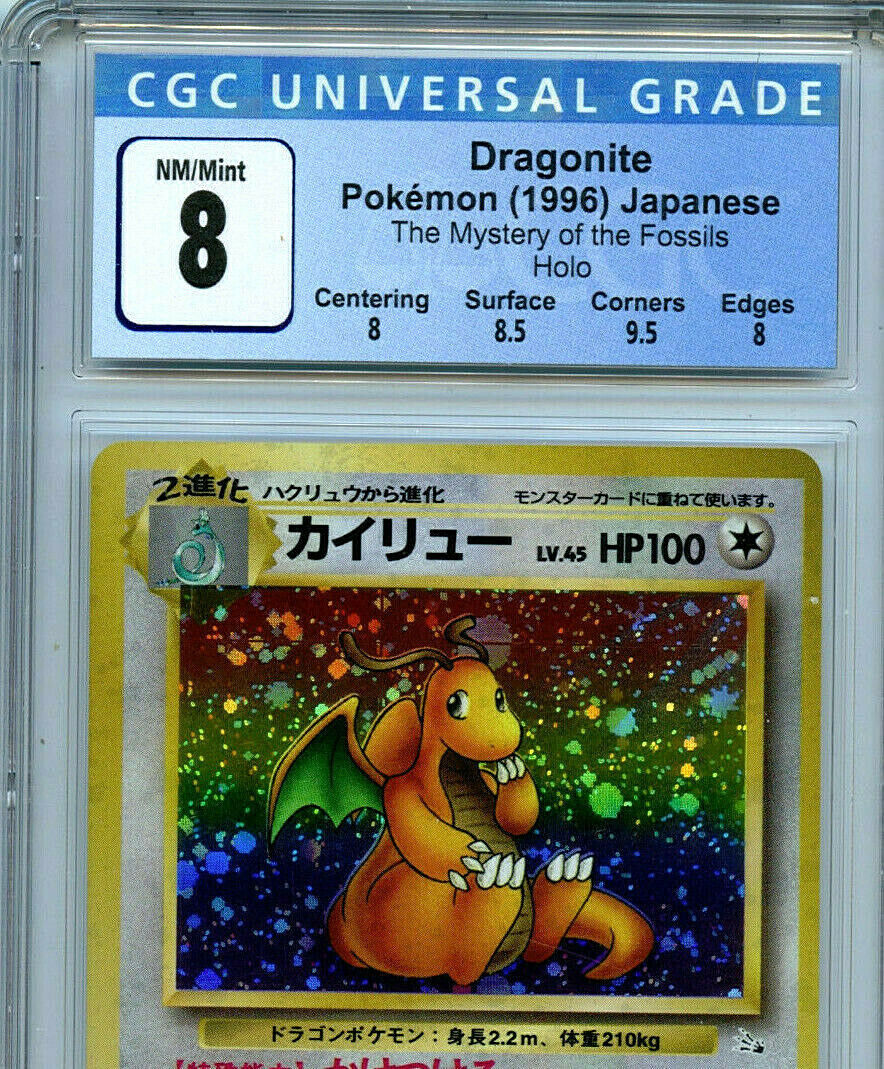 CGC UNIVERSAL GRADE
NM/Mint
8
Dragonite
Pokémon (1996) Japanese
The Mystery of the Fossils
Holo
Centering Surface Corners Edges
8 8.5 9.5 8
2進化 ハクリュウから進化 モンスターカードに重ねて使います。
カイリュー LV.45 HP100
ドラゴンポケモン：身長2.2m、体重210kg